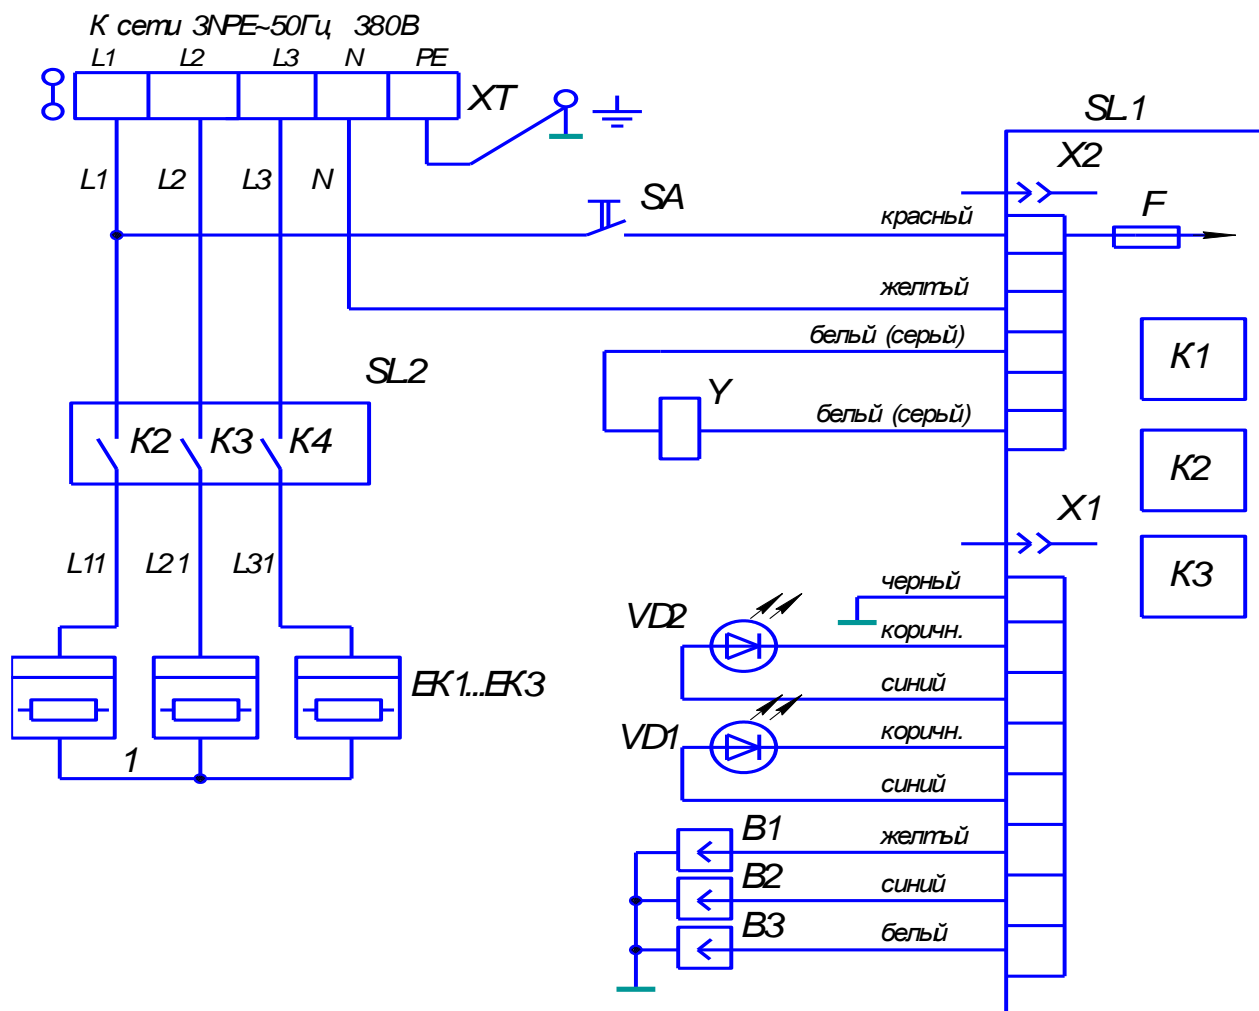 К сети 3NPE~50Гц 380В
L1 L2 L3 N PE
XT
SL1
X2
L1 L2 L3 N
SA
F
красный
желтый
белый (серый)
K1
SL2
Y
белый (серый)
K2 K3 K4
K2
X1
L11 L21 L31
K3
черный
VD2
коричн.
синий
EK1...EK3
VD1
коричн.
1
синий
B1
желтый
B2
синий
B3
белый